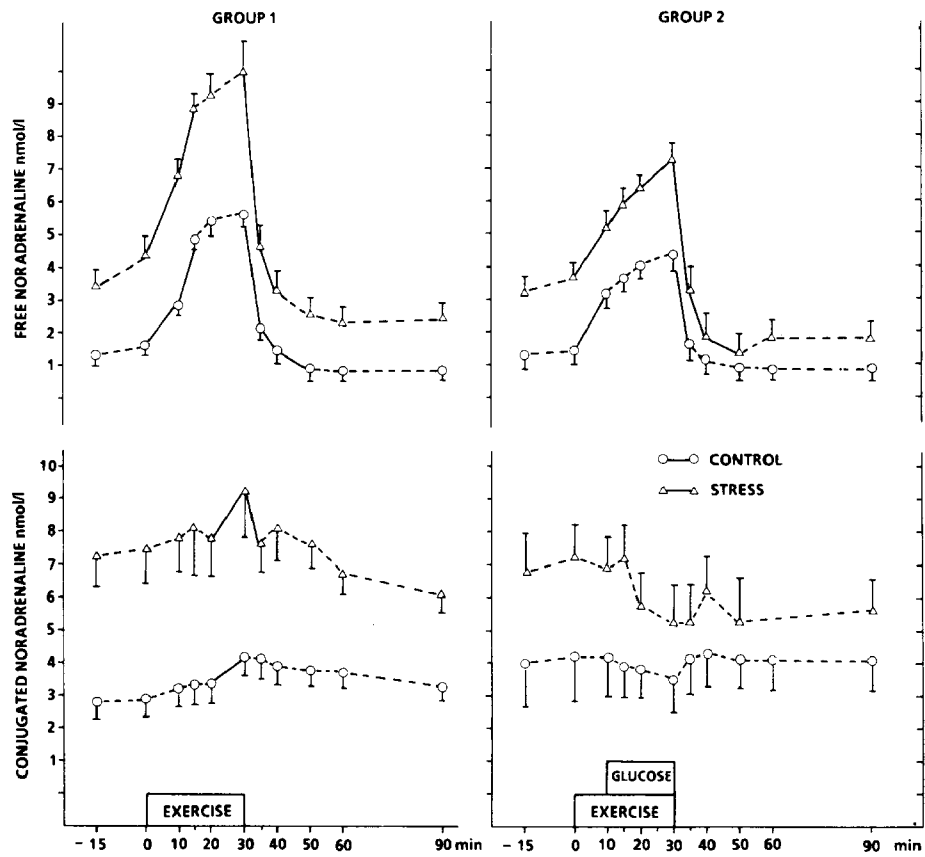 GROUP 1
GROUP 2
FREE NORADRENALINE nmol/l
9
8
7
6
5
4
3
2
1
CONJUGATED NORADRENALINE nmol/l
10
9
8
7
6
5
4
3
2
1
CONTROL
STRESS
EXERCISE
GLUCOSE
EXERCISE
- 15 0 10 20 30 40 50 60 90 min
- 15 0 10 20 30 40 50 60 90 min